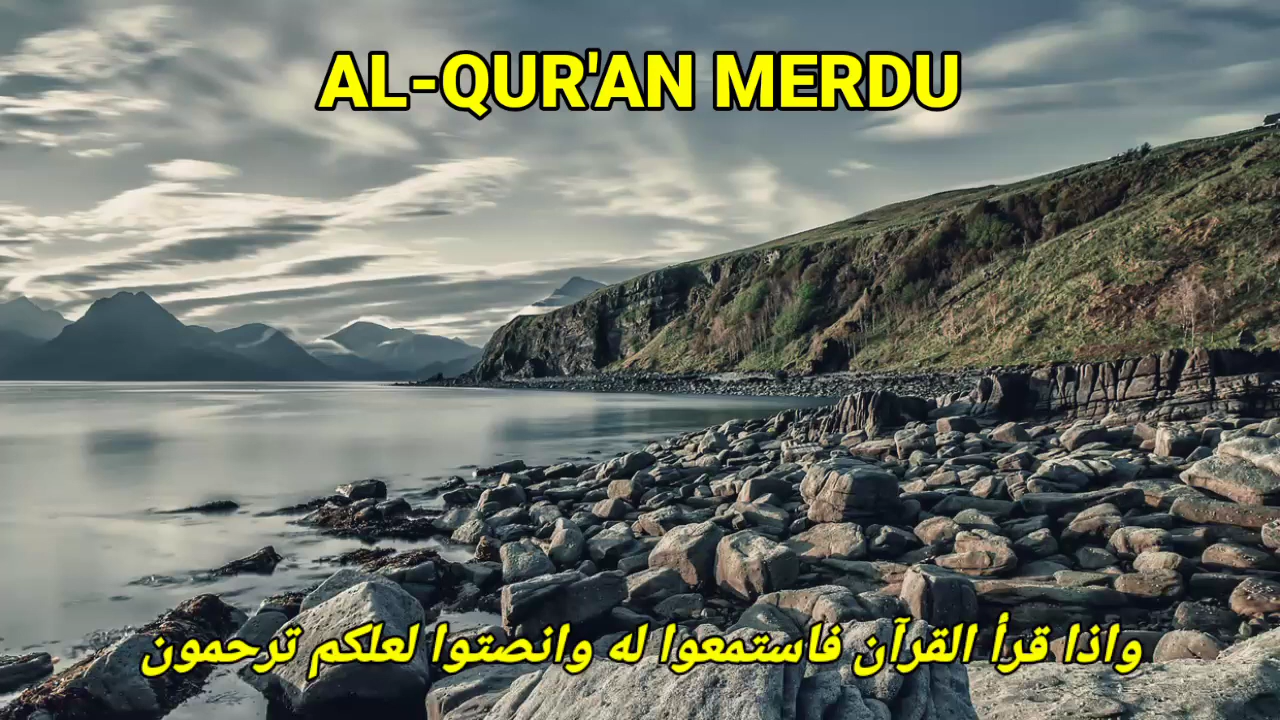 AL-QUR'AN MERDU
واذا قرأ القرآن فاستمعوا له وانصتوا لعلكم ترحمون